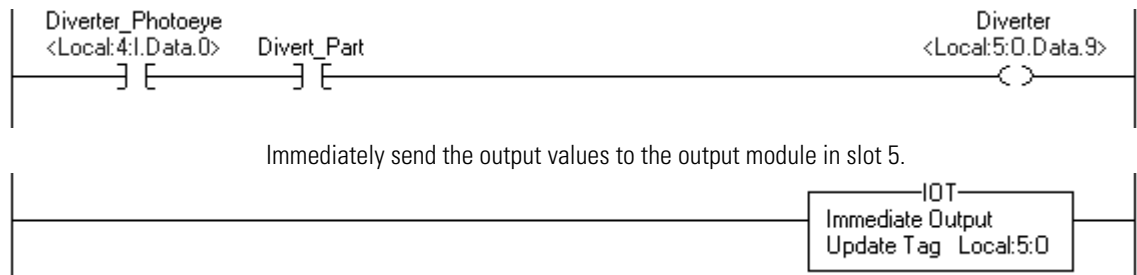 Diverter_Photoeye
<Local:4:I.Data.0>
Divert_Part
Diverter
<Local:5:O.Data.9>
Immediately send the output values to the output module in slot 5.
IOT
Immediate Output
Update Tag Local:5:O